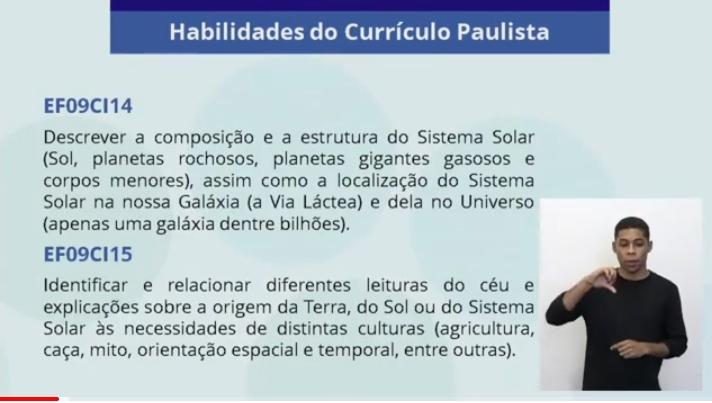 Habilidades do Currículo Paulista
EF09CI14
Descrever a composição e a estrutura do Sistema Solar
(Sol, planetas rochosos, planetas gigantes gasosos e
corpos menores), assim como a localização do Sistema
Solar na nossa Galáxia (a Via Láctea) e dela no Universo
(apenas uma galáxia dentre bilhões).
EF09CI15
Identificar e relacionar diferentes leituras do céu e
explicações sobre a origem da Terra, do Sol ou do Sistema
Solar às necessidades de distintas culturas (agricultura,
caça, mito, orientação espacial e temporal, entre outras).